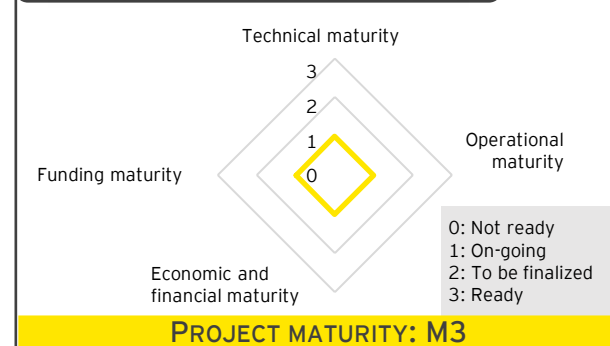 Technical maturity
3
2
1
0
Operational
maturity
Funding maturity
Economic and
financial maturity
0: Not ready
1: On-going
2: To be finalized
3: Ready
PROJECT MATURITY: M3